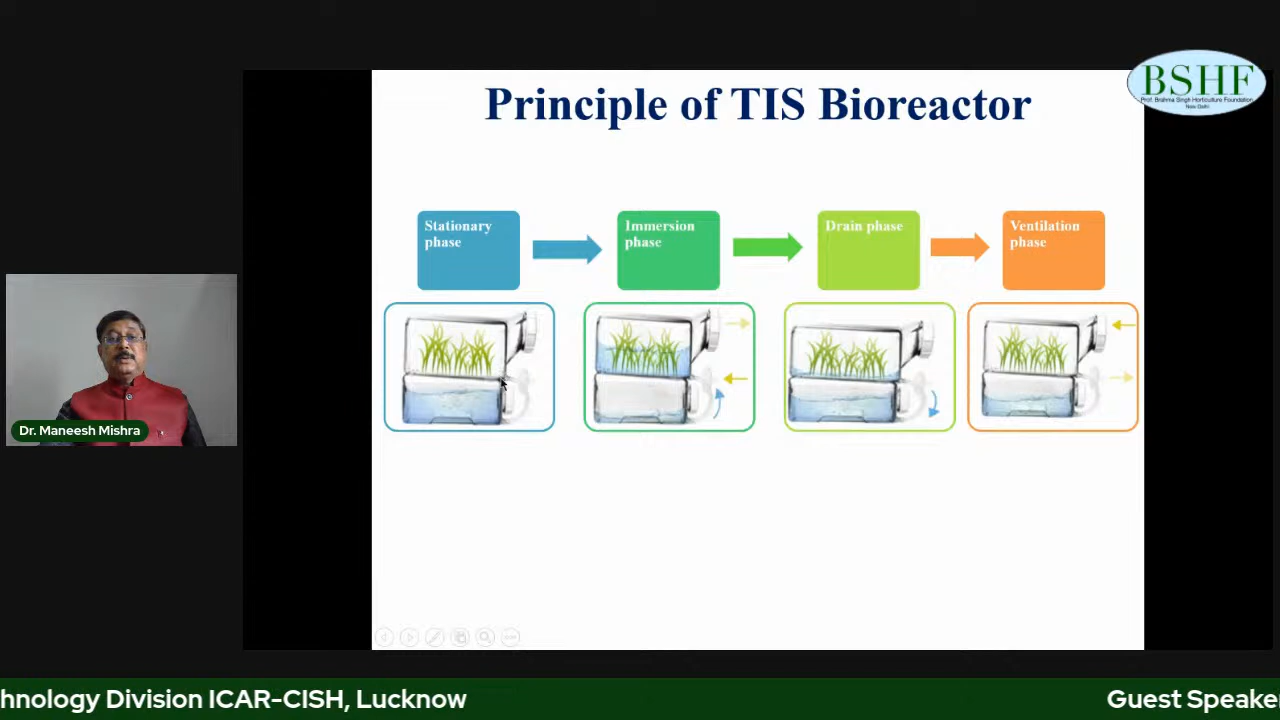 Principle of TIS Bioreactor
BSHF
Prof. Brahma Singh Horticulture Foundation
New Delhi
Stationary
phase
Immersion
phase
Drain phase
Ventilation
phase
Dr. Maneesh Mishra
hnology Division ICAR-CISH, Lucknow
Guest Speake